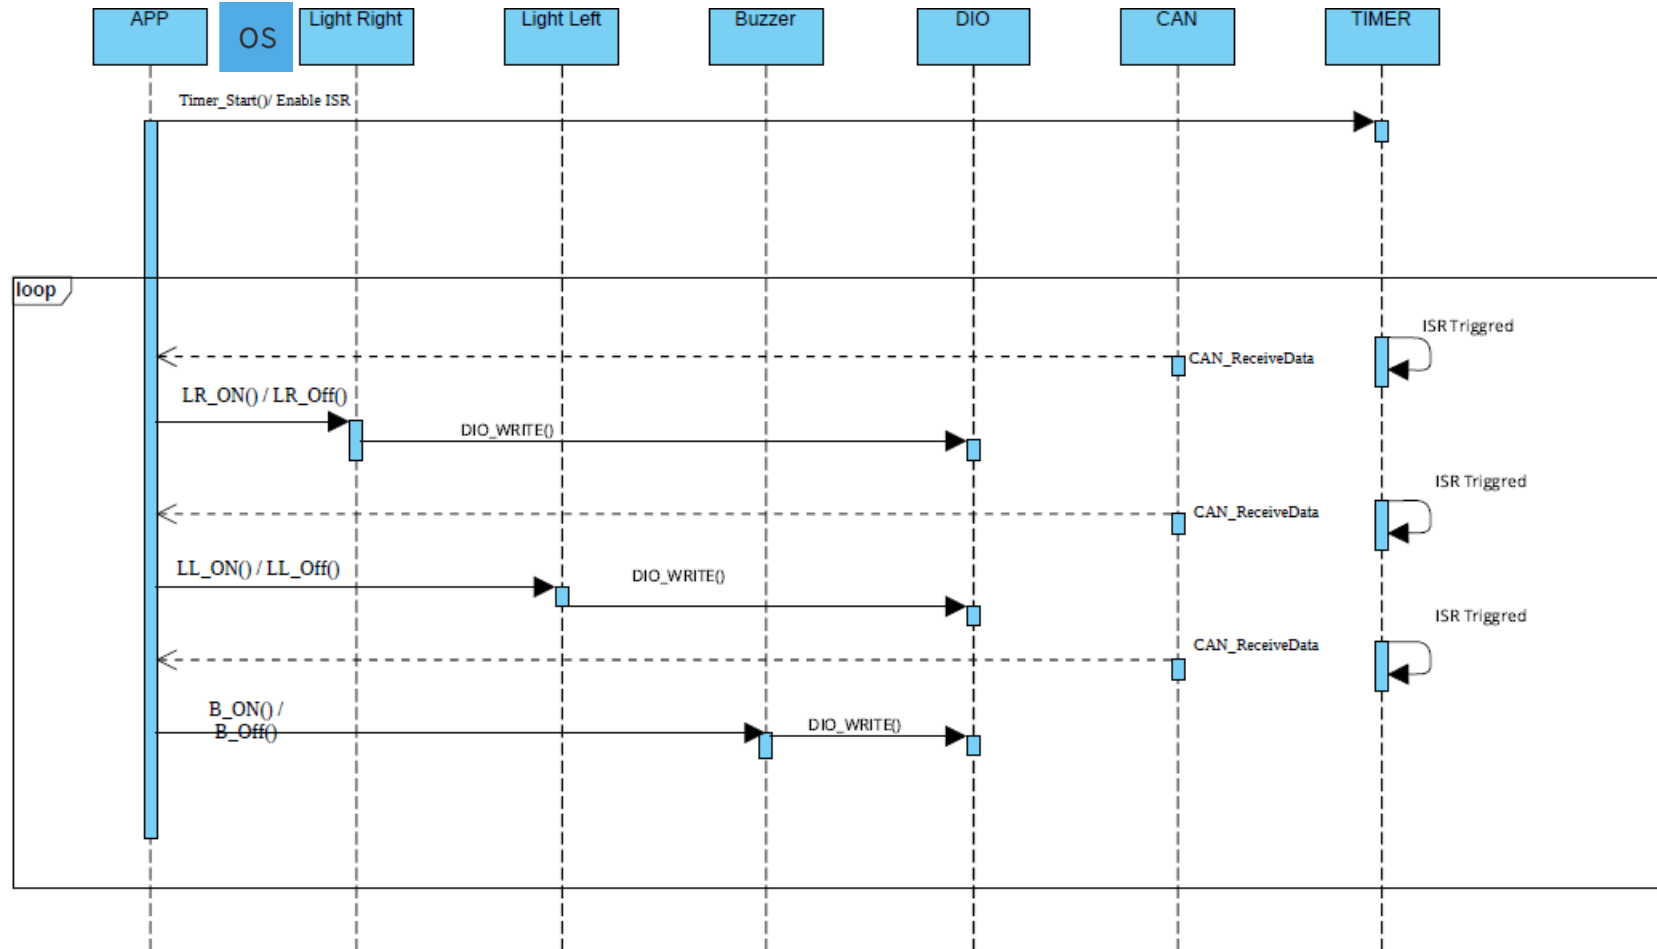 APP
OS
Light Right
Light Left
Buzzer
DIO
CAN
TIMER
Timer_Start()/ Enable ISR
loop
ISR Triggred
CAN_ReceiveData
LR_ON() / LR_Off()
DIO_WRITE()
ISR Triggred
CAN_ReceiveData
LL_ON() / LL_Off()
DIO_WRITE()
ISR Triggred
CAN_ReceiveData
B_ON() /
B_Off()
DIO_WRITE()